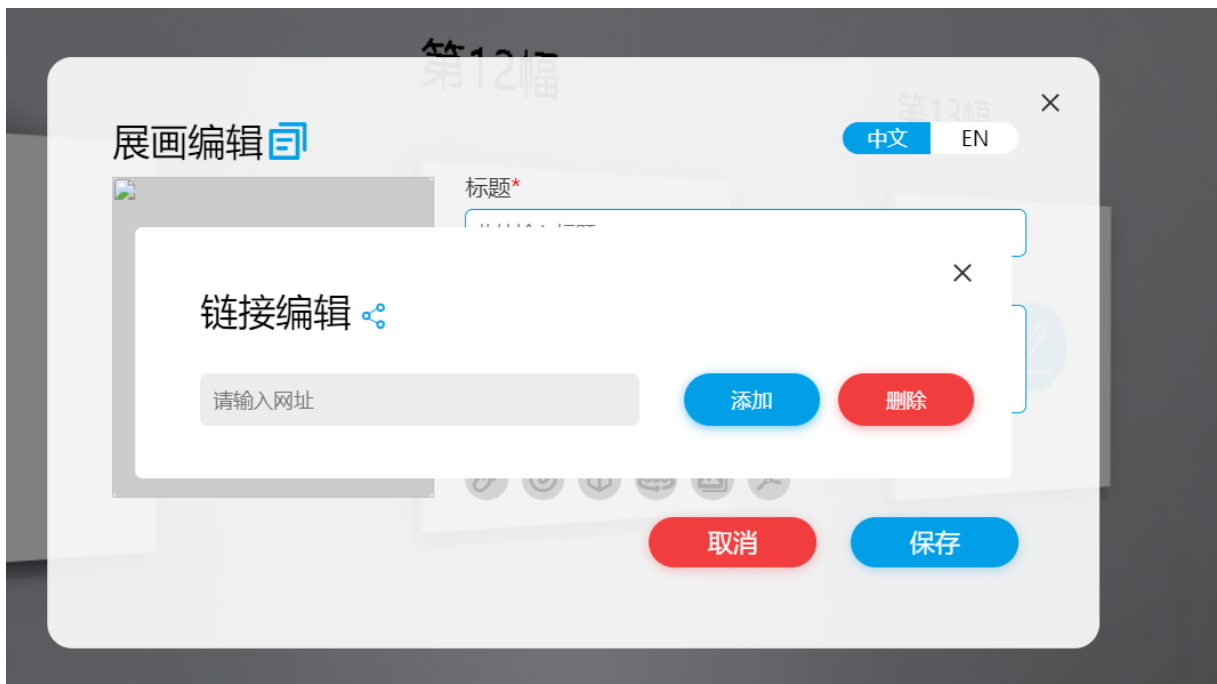 第12幅
第13幅
展画编辑
中文 EN
标题*
链接编辑
请输入网址
添加
删除
取消
保存